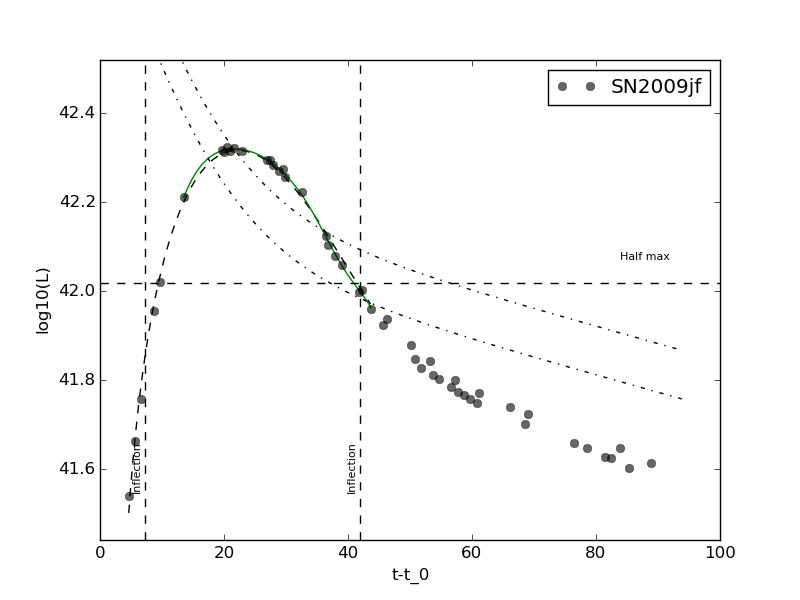 SN2009jf
42.4
42.2
42.0
41.8
41.6
log10(L)
Half max
Inflection
Inflection
0
20
40
60
80
100
t-t_0